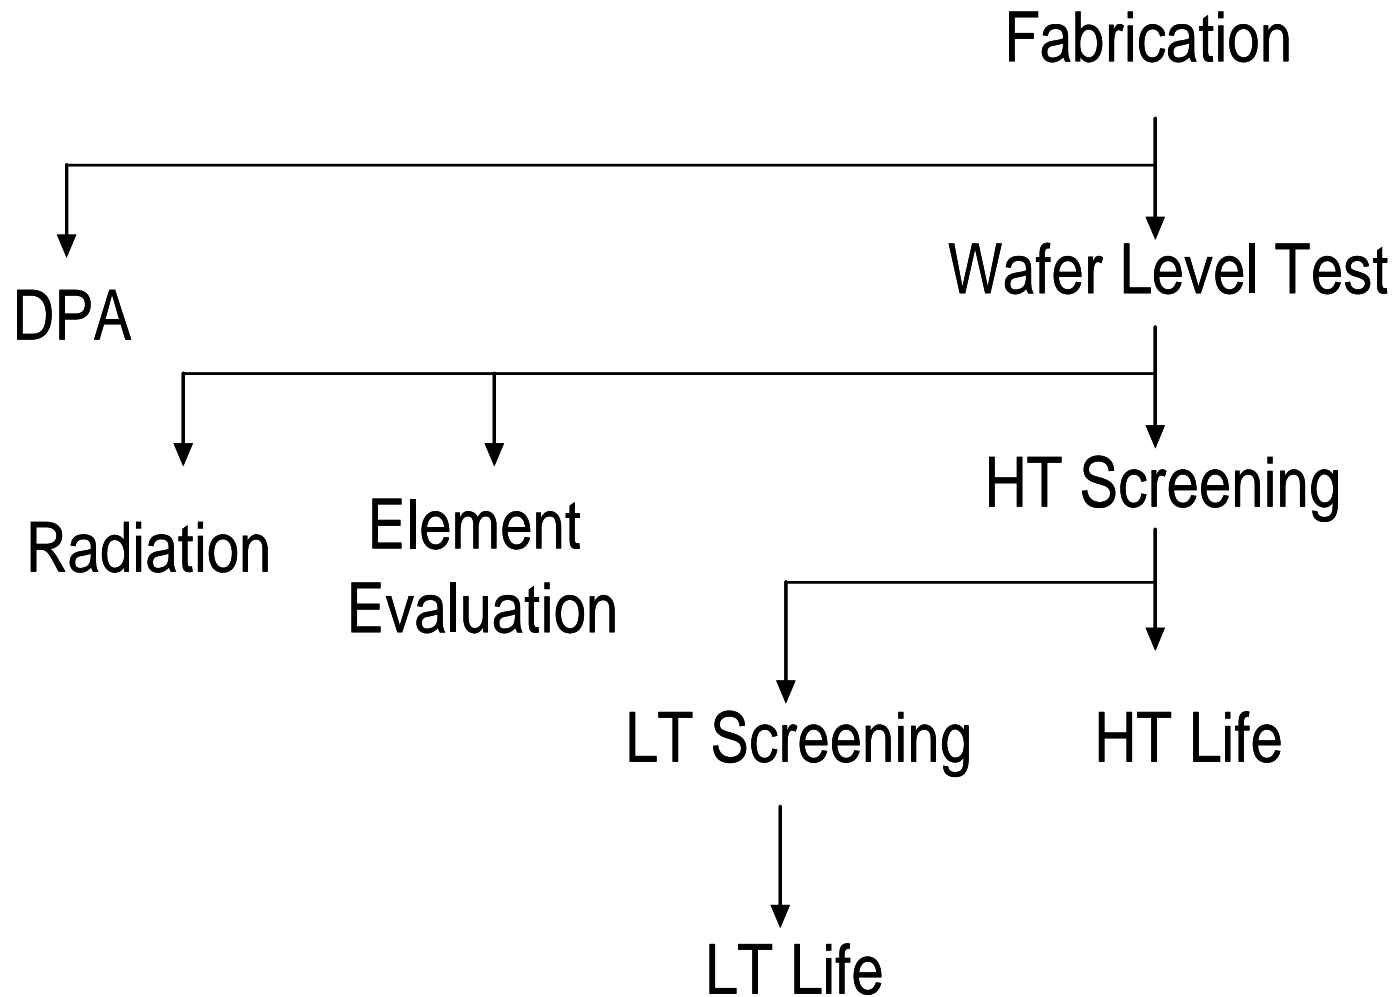 Fabrication
Wafer Level Test
DPA
HT Screening
Radiation
Element
Evaluation
LT Screening
HT Life
LT Life